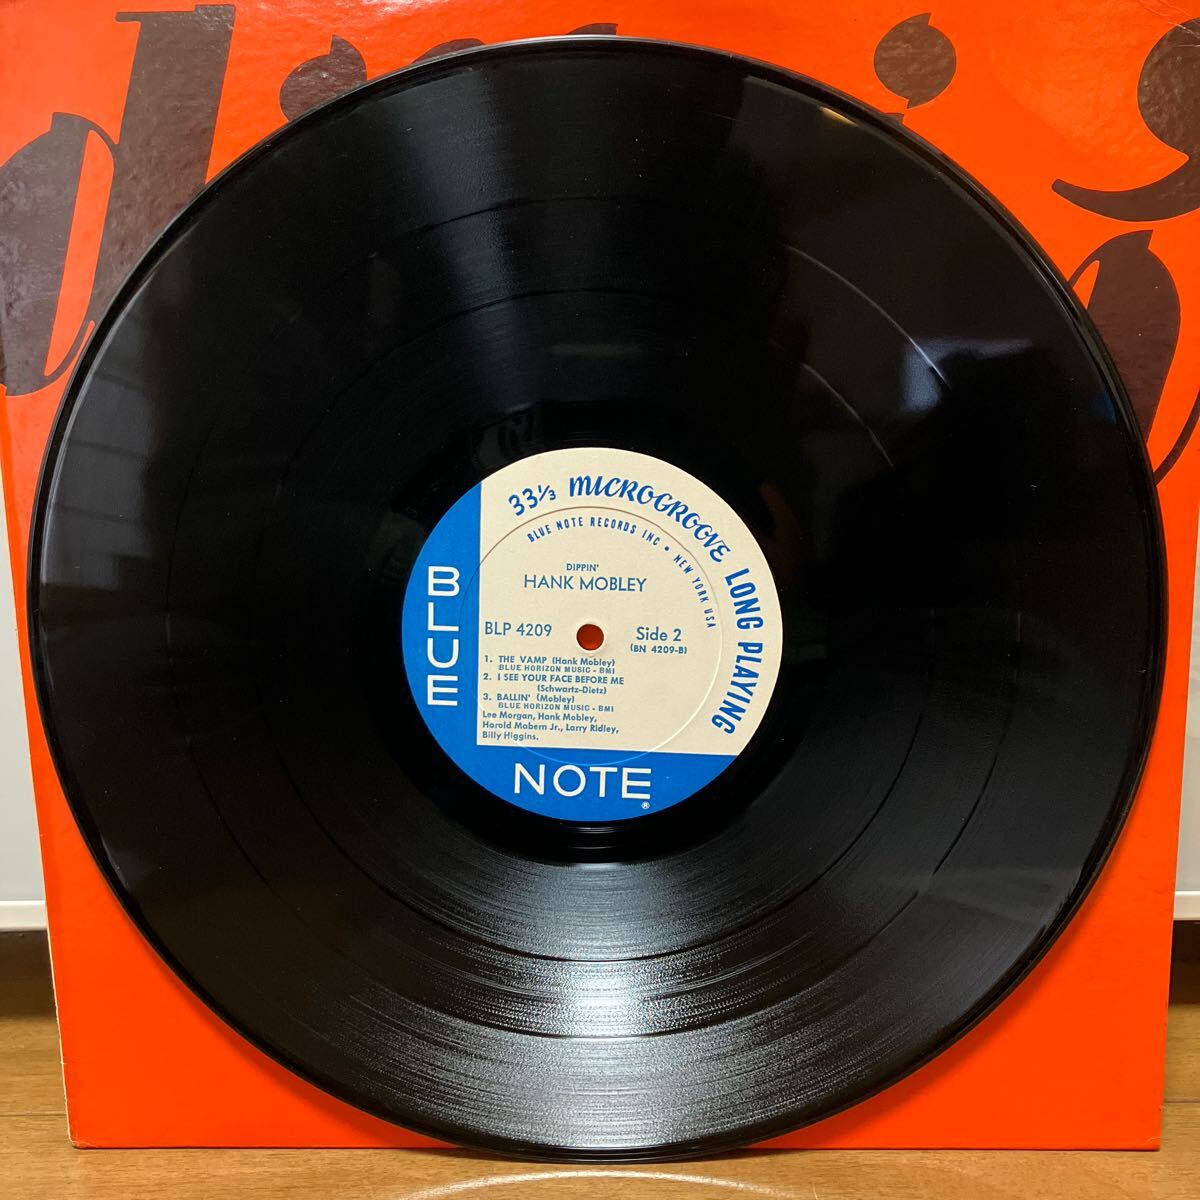 33 1/3 MICROGROOVE LONG PLAYING
BLUE NOTE RECORDS INC • NEW YORK USA
DIPPIN'
HANK MOBLEY
BLP 4209
Side 2
(BN 4209-B)
1. THE VAMP (Hank Mobley)
BLUE HORIZON MUSIC - BMI
2. I SEE YOUR FACE BEFORE ME
(Schwartz-Dietz)
3. BALLIN' (Mobley)
BLUE HORIZON MUSIC - BMI
Lee Morgan, Hank Mobley,
Harold Mabern Jr., Larry Ridley,
Billy Higgins.
BLUE
NOTE®